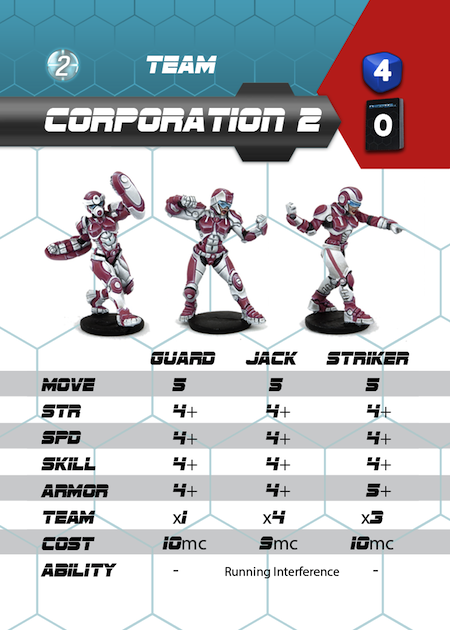 2 TEAM 4
CORPORATION 2 0
GUARD JACK STRIKER
MOVE 5 5 5
STR 4+ 4+ 4+
SPD 4+ 4+ 4+
SKILL 4+ 4+ 4+
ARMOR 4+ 4+ 5+
TEAM x1 x4 x3
COST 10mc 9mc 10mc
ABILITY - Running Interference -